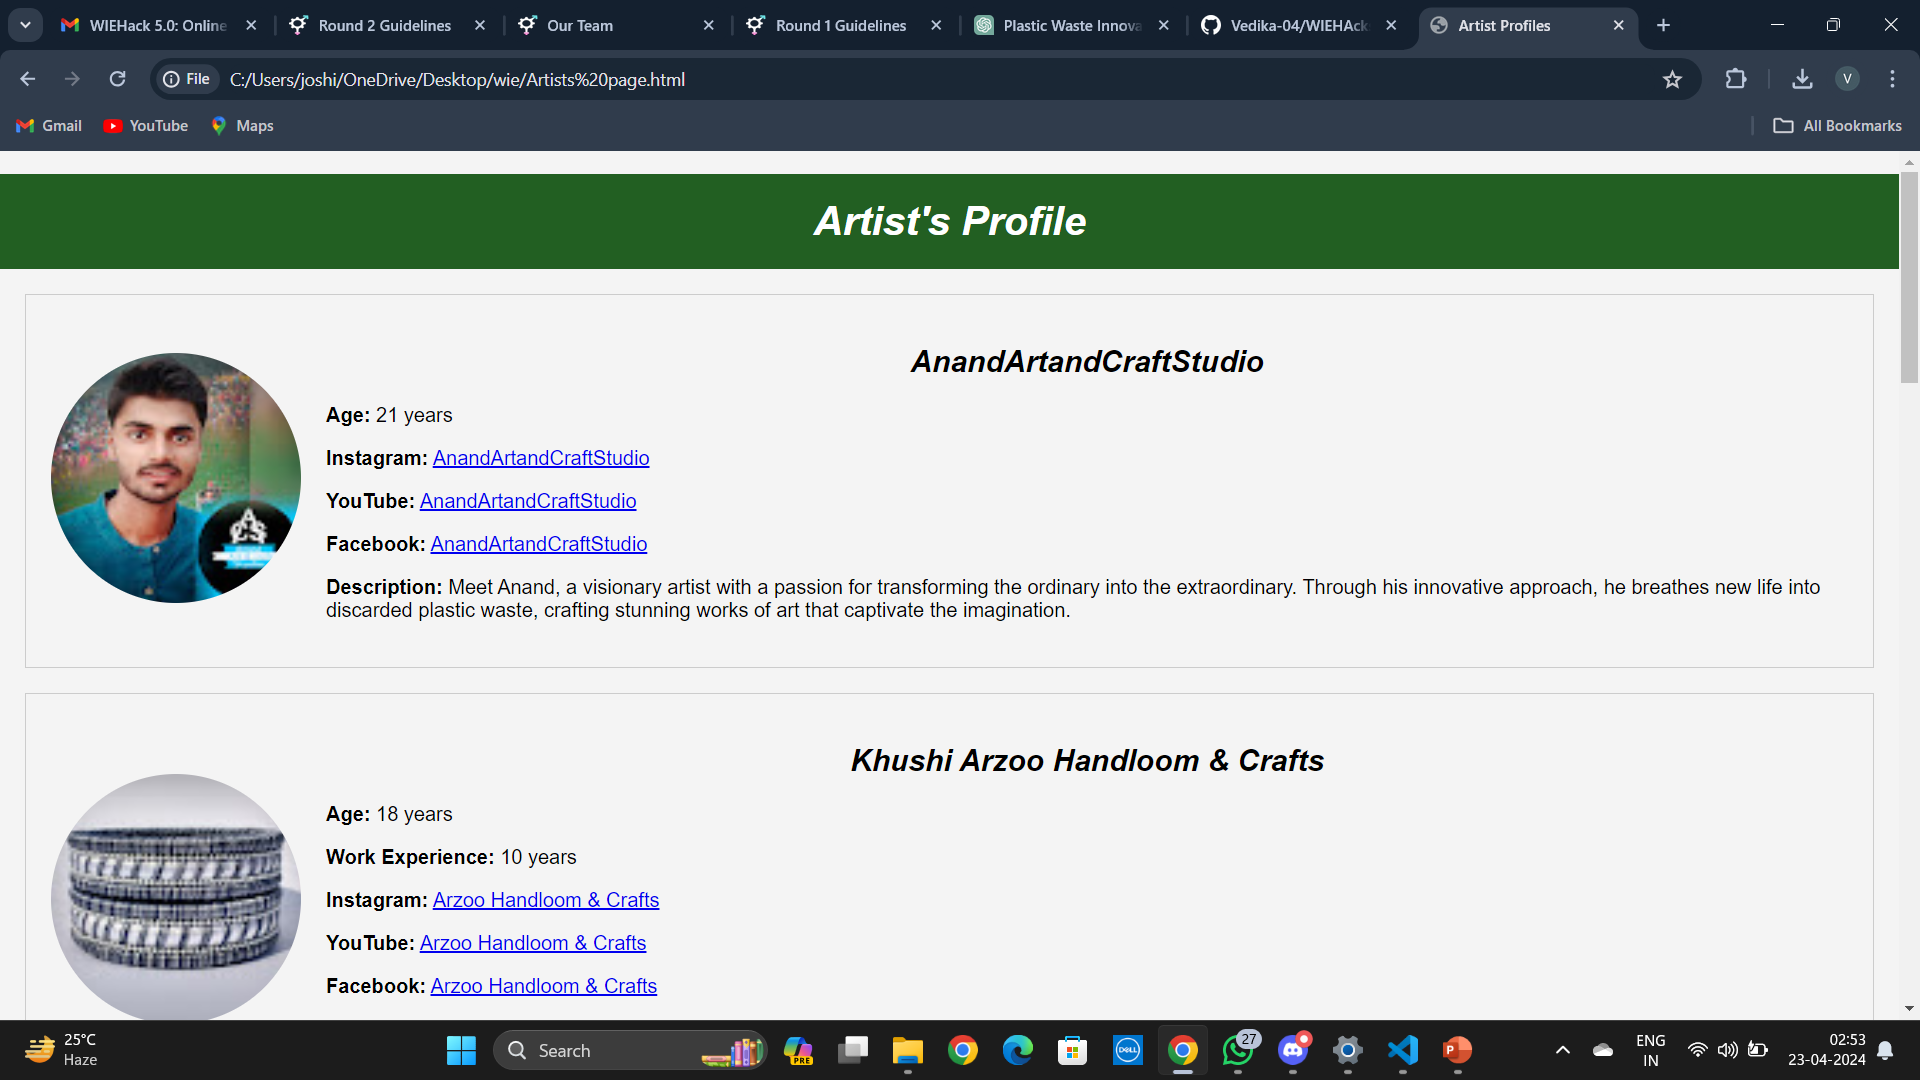 WIEHack 5.0: Online
Round 2 Guidelines
Our Team
Round 1 Guidelines
Plastic Waste Innova
Vedika-04/WIEHAck
Artist Profiles
File
C:/Users/joshi/OneDrive/Desktop/wie/Artists%20page.html
V
Gmail
YouTube
Maps
All Bookmarks
Artist's Profile
AnandArtandCraftStudio
Age: 21 years
Instagram: AnandArtandCraftStudio
YouTube: AnandArtandCraftStudio
Facebook: AnandArtandCraftStudio
Description: Meet Anand, a visionary artist with a passion for transforming the ordinary into the extraordinary. Through his innovative approach, he breathes new life into
discarded plastic waste, crafting stunning works of art that captivate the imagination.
Khushi Arzoo Handloom & Crafts
Age: 18 years
Work Experience: 10 years
Instagram: Arzoo Handloom & Crafts
YouTube: Arzoo Handloom & Crafts
Facebook: Arzoo Handloom & Crafts
25°C
Haze
Search
PRE
DELL
27
P
ENG
IN
02:53
23-04-2024